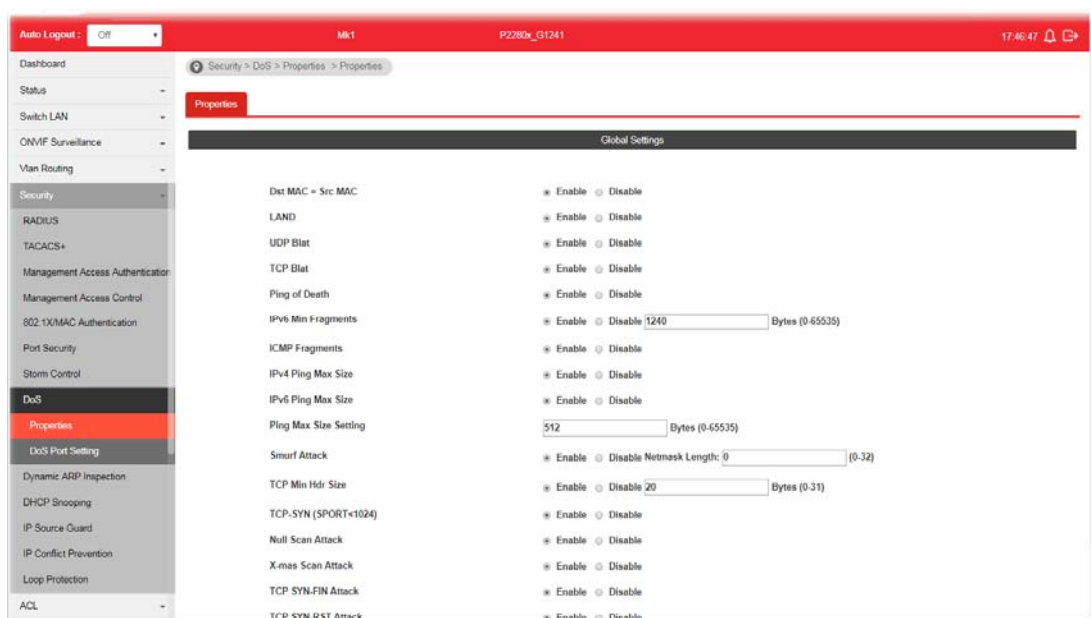 Auto Logout : Off Mk1 P2280x_G1241 17:46:47
Dashboard
Status
Switch LAN
ONVIF Surveillance
Vlan Routing
Security
RADIUS
TACACS+
Management Access Authentication
Management Access Control
802.1X/MAC Authentication
Port Security
Storm Control
DoS
Properties
DoS Port Setting
Dynamic ARP Inspection
DHCP Snooping
IP Source Guard
IP Conflict Prevention
Loop Protection
ACL
Security > DoS > Properties > Properties
Properties
Global Settings
Dst MAC = Src MAC Enable Disable
LAND Enable Disable
UDP Blat Enable Disable
TCP Blat Enable Disable
Ping of Death Enable Disable
IPv6 Min Fragments Enable Disable 1240 Bytes (0-65535)
ICMP Fragments Enable Disable
IPv4 Ping Max Size Enable Disable
IPv6 Ping Max Size Enable Disable
Ping Max Size Setting 512 Bytes (0-65535)
Smurf Attack Enable Disable Netmask Length: 0 (0-32)
TCP Min Hdr Size Enable Disable 20 Bytes (0-31)
TCP-SYN (SPORT<1024) Enable Disable
Null Scan Attack Enable Disable
X-mas Scan Attack Enable Disable
TCP SYN-FIN Attack Enable Disable
TCP SYN-RST Attack Enable Disable